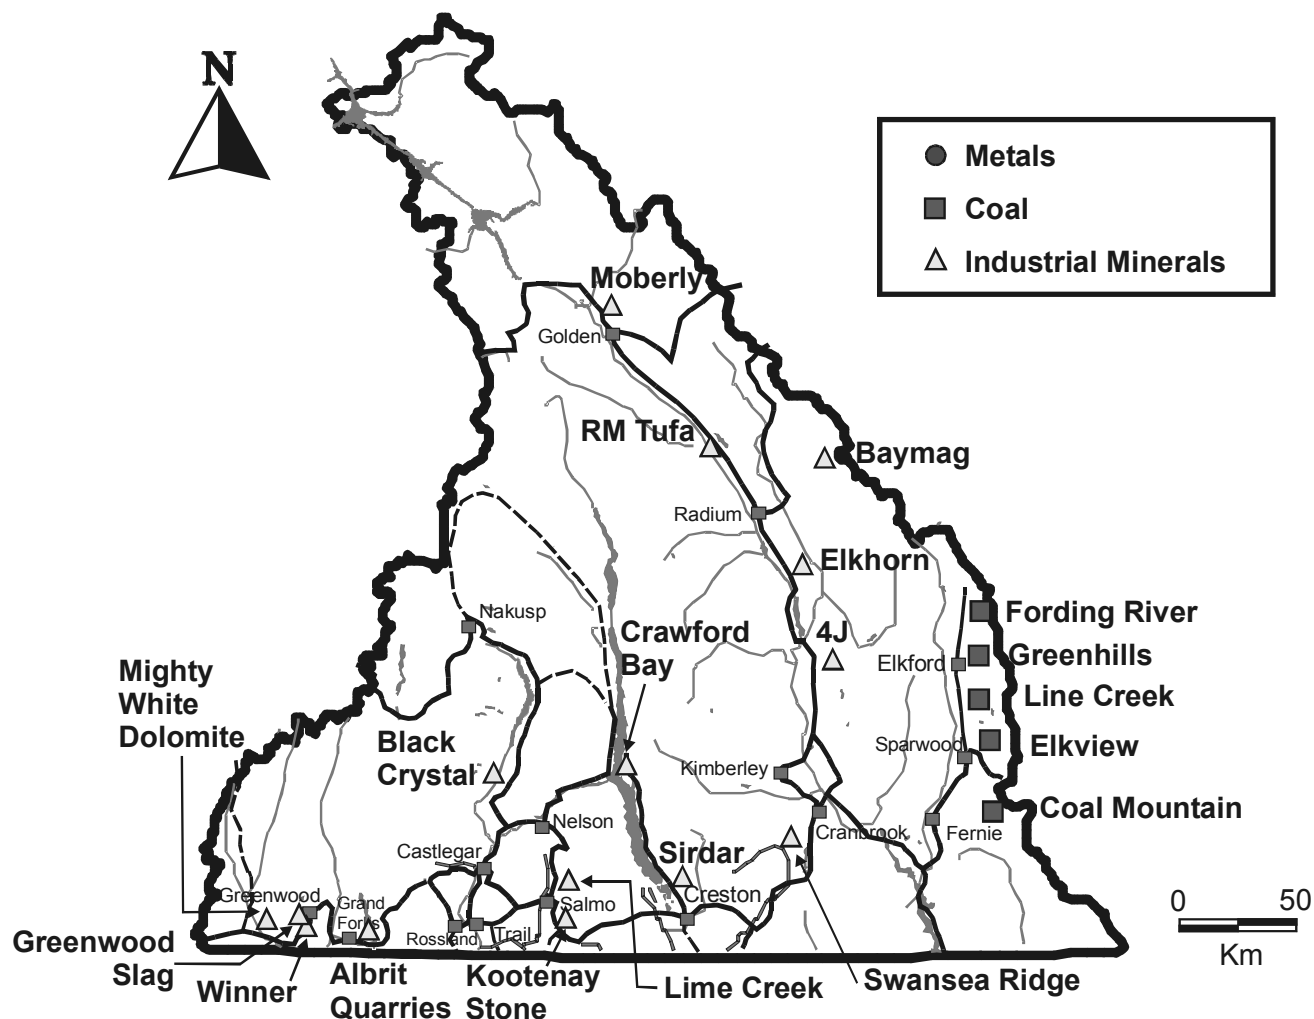 N
Metals
Coal
Industrial Minerals
Moberly
Golden
RM Tufa
Baymag
Radium
Elkhorn
Fording River
Nakusp
Crawford
Bay
4J
Greenhills
Elkford
Mighty
White
Dolomite
Line Creek
Black
Crystal
Sparwood
Elkview
Kimberley
Coal Mountain
Nelson
Cranbrook
Fernie
Castlegar
Sirdar
Greenwood
Grand
Forks
Salmo
Creston
0
50
Km
Rossland
Trail
Greenwood
Slag
Winner
Albrit
Quarries
Kootenay
Stone
Lime Creek
Swansea Ridge